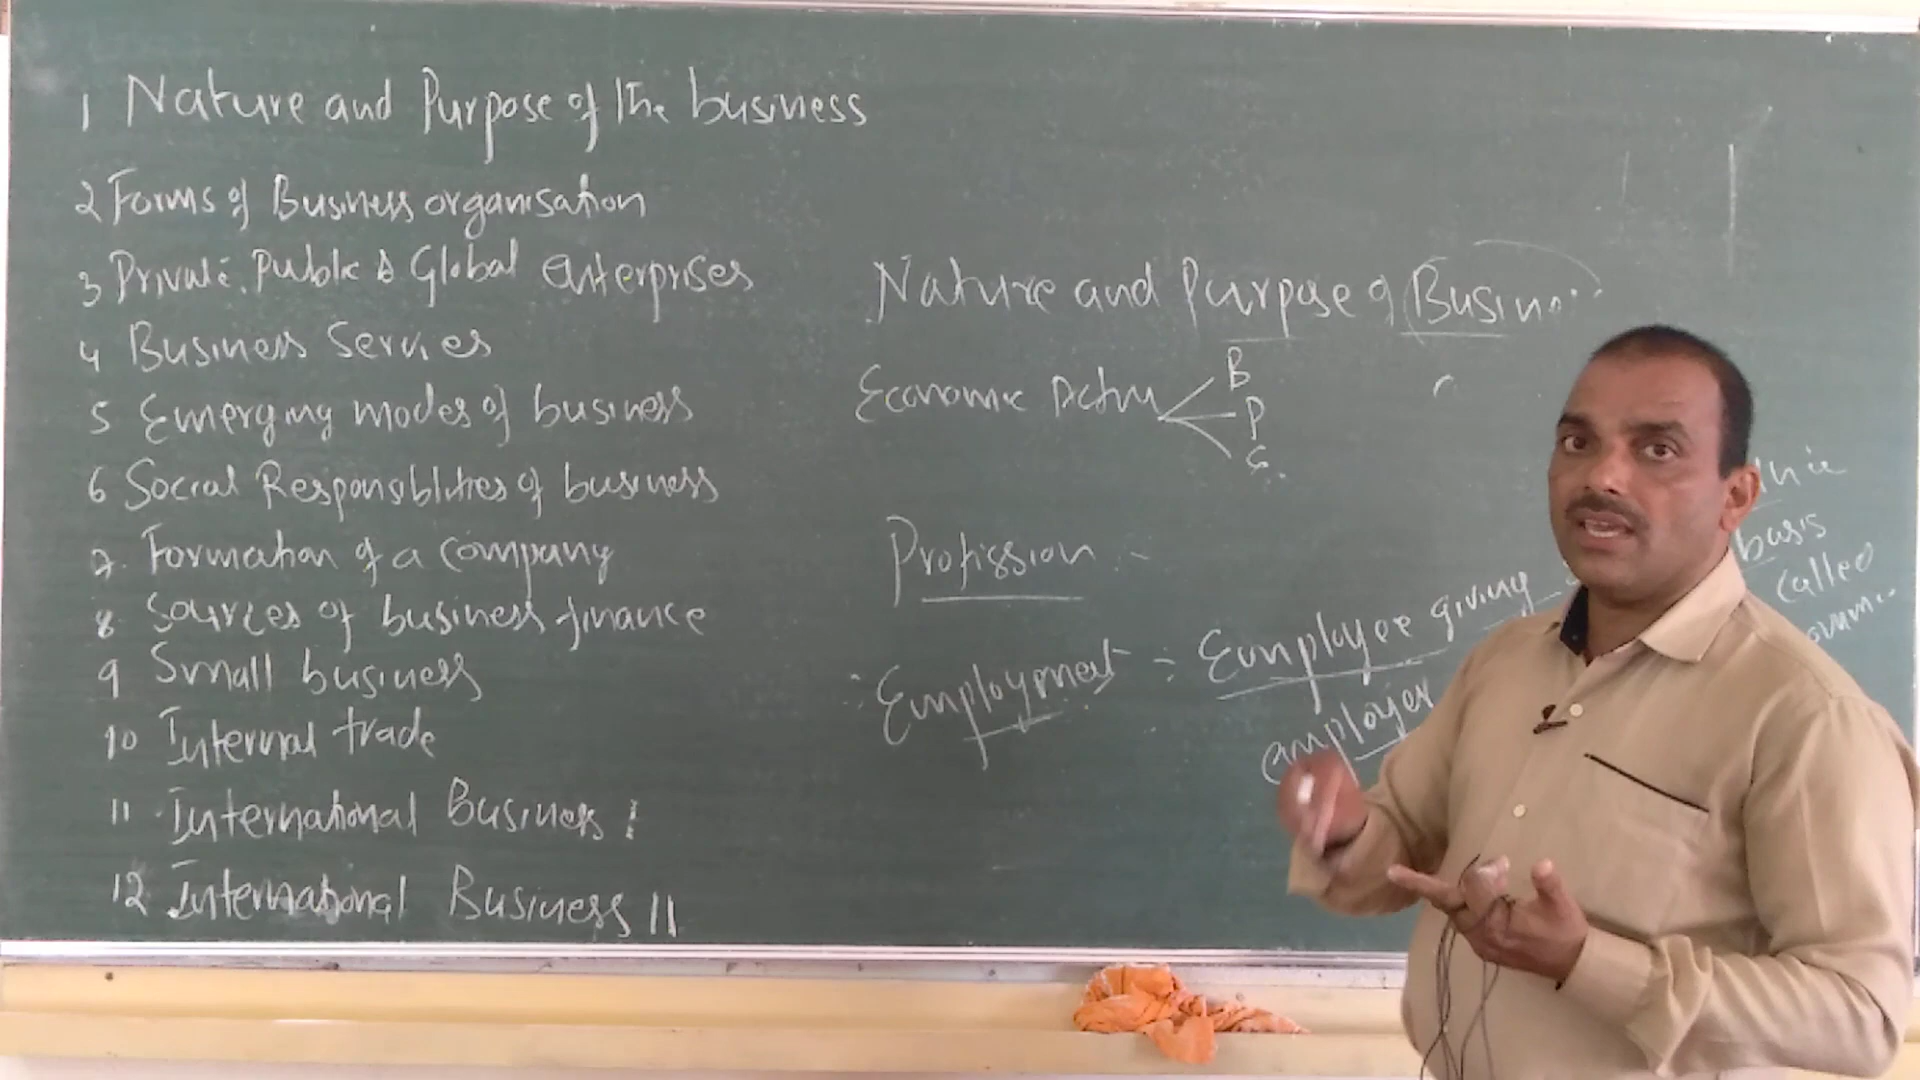 1 Nature and Purpose of the business
2 Forms of Business organisation
3 Private, Public & Global enterprises
4 Business Services
5 Emerging modes of business
6 Social Responsiblities of business
7. Formation of a company
8 Sources of business finance
9 Small business
10 Internal trade
11 International Business I
12 International Business II
Nature and Purpose of Busin
Economic
B
P
Profission
Employment = Eumployee giving
employer
basis
called